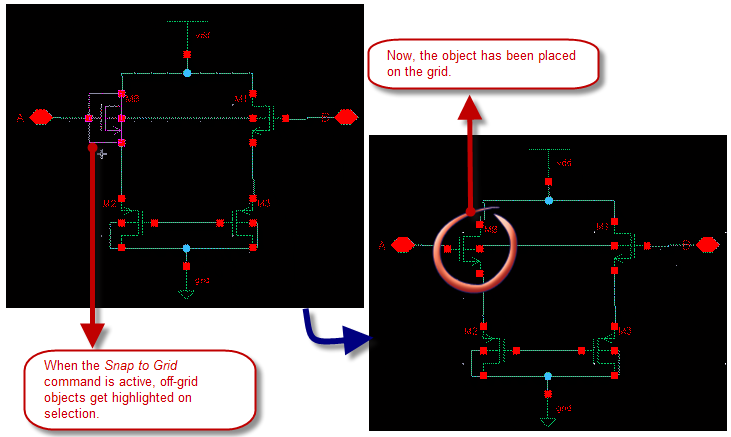 vdd
M0
M1
A
M2
M3
gnd
When the Snap to Grid
command is active, off-grid
objects get highlighted on
selection.
Now, the object has been placed
on the grid.
vdd
M0
M1
A
M2
M3
gnd